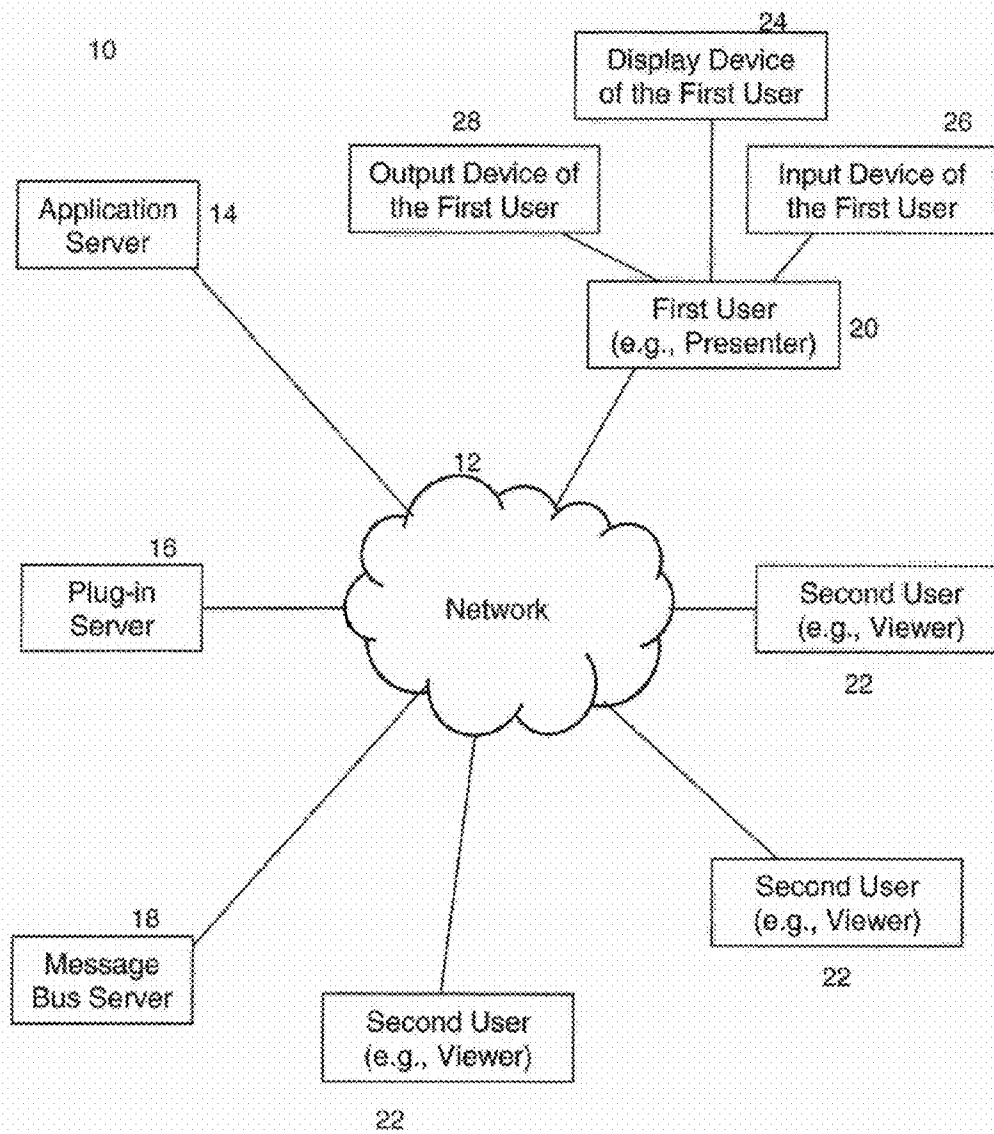 10
24
Display Device
of the First User
28
Output Device of
the First User
26
Input Device of
the First User
Application
Server
14
First User
(e.g., Presenter)
20
12
Network
16
Plug-in
Server
Second User
(e.g., Viewer)
22
18
Message
Bus Server
Second User
(e.g., Viewer)
22
Second User
(e.g., Viewer)
22